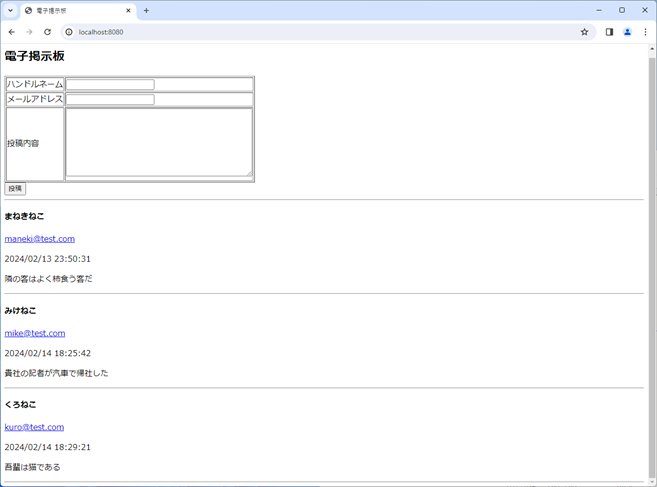 電子掲示板
localhost:8080
電子掲示板
ハンドルネーム
メールアドレス
投稿内容
投稿
まねきねこ
maneki@test.com
2024/02/13 23:50:31
隣の客はよく柿食う客だ
みけねこ
mike@test.com
2024/02/14 18:25:42
貴社の記者が汽車で帰社した
くろねこ
kuro@test.com
2024/02/14 18:29:21
吾輩は猫である